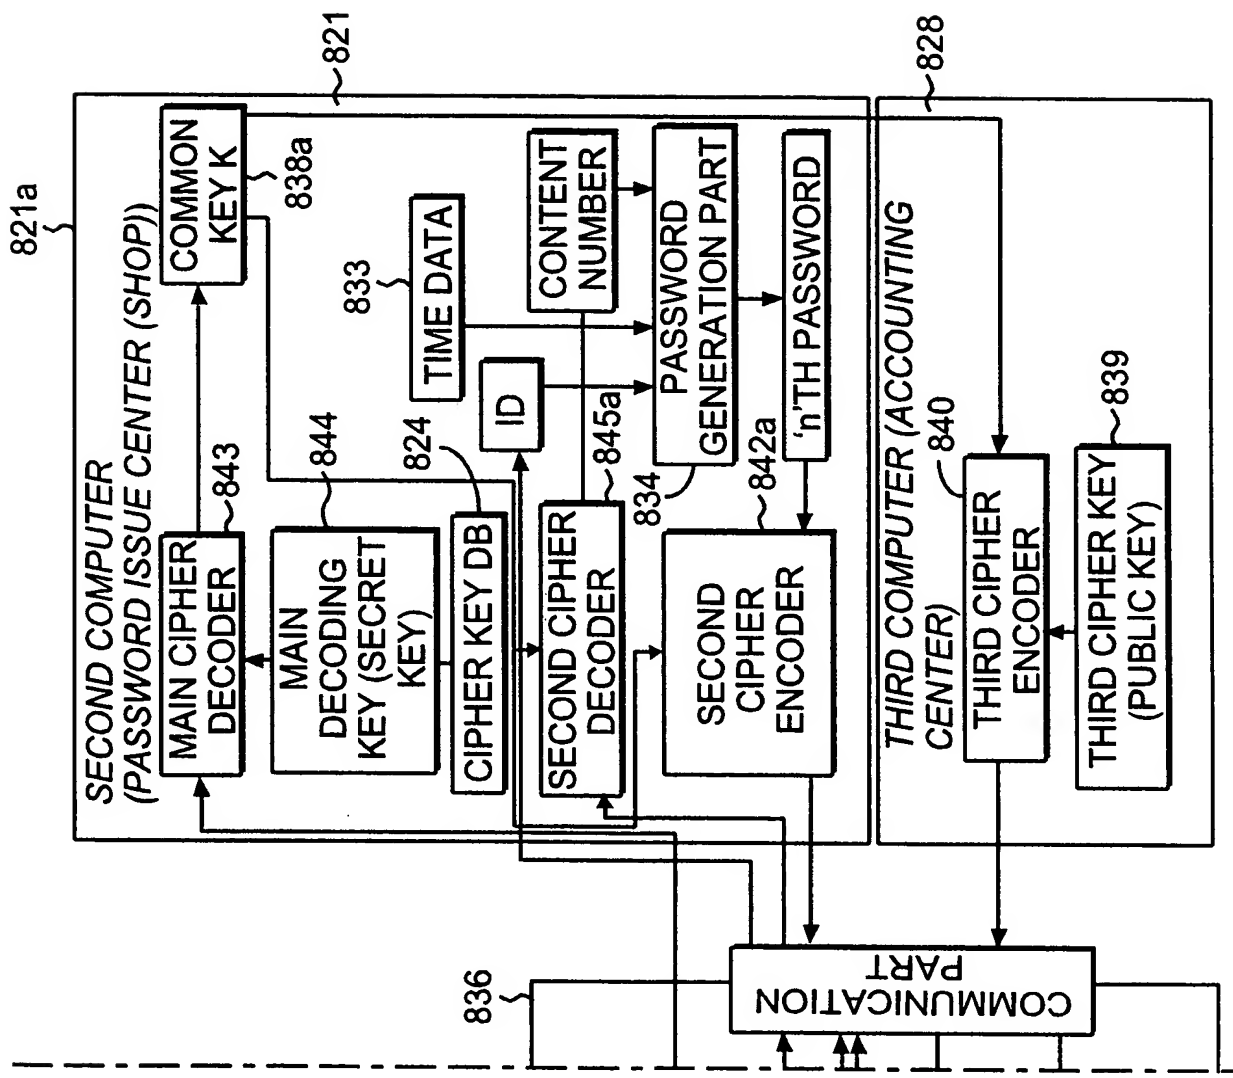 821a
821
SECOND COMPUTER
(PASSWORD ISSUE CENTER (SHOP))
MAIN CIPHER
DECODER
843
COMMON
KEY K
838a
MAIN
DECODING
KEY (SECRET
KEY)
844
CIPHER KEY DB
824
ID
TIME DATA
833
CONTENT
NUMBER
SECOND CIPHER
DECODER
845a
PASSWORD
GENERATION PART
834
SECOND
CIPHER
ENCODER
842a
'n'TH PASSWORD
828
THIRD COMPUTER (ACCOUNTING
CENTER)
THIRD CIPHER
ENCODER
840
THIRD CIPHER KEY
(PUBLIC KEY)
839
836
COMMUNICATION
PART